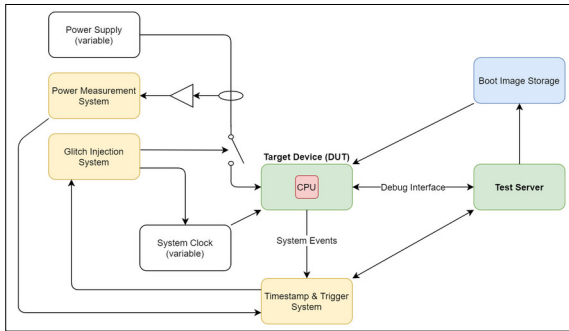 Power Supply
(variable)
Power Measurement
System
Boot Image Storage
Glitch Injection
System
Target Device (DUT)
CPU
Debug Interface
Test Server
System Clock
(variable)
System Events
Timestamp & Trigger
System